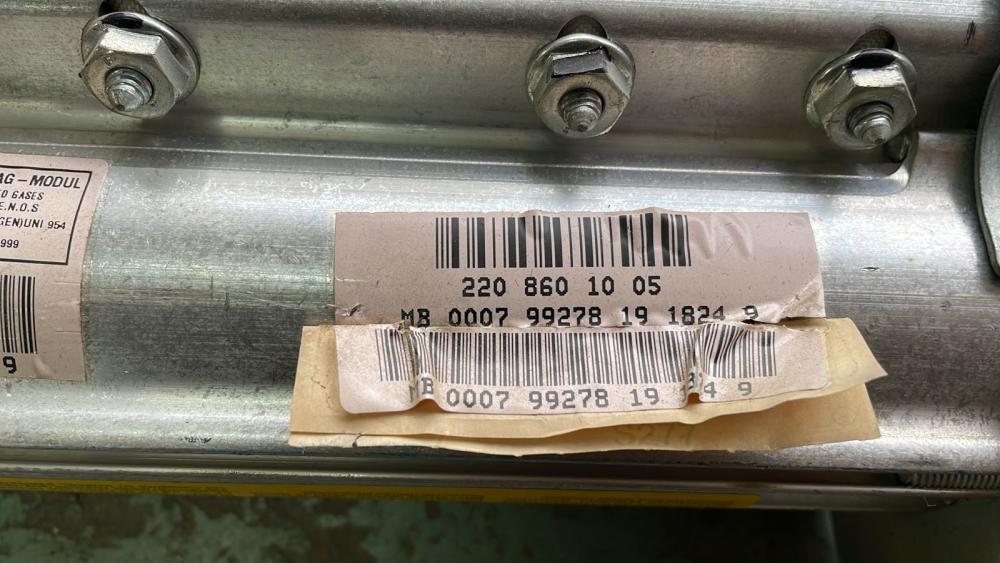 AG-MODUL
GASES
E.N.O.S
GEN)UNI 954
999
9
220 860 10 05
MB 0007 99278 19 1824 9
0007 99278 19 4 9